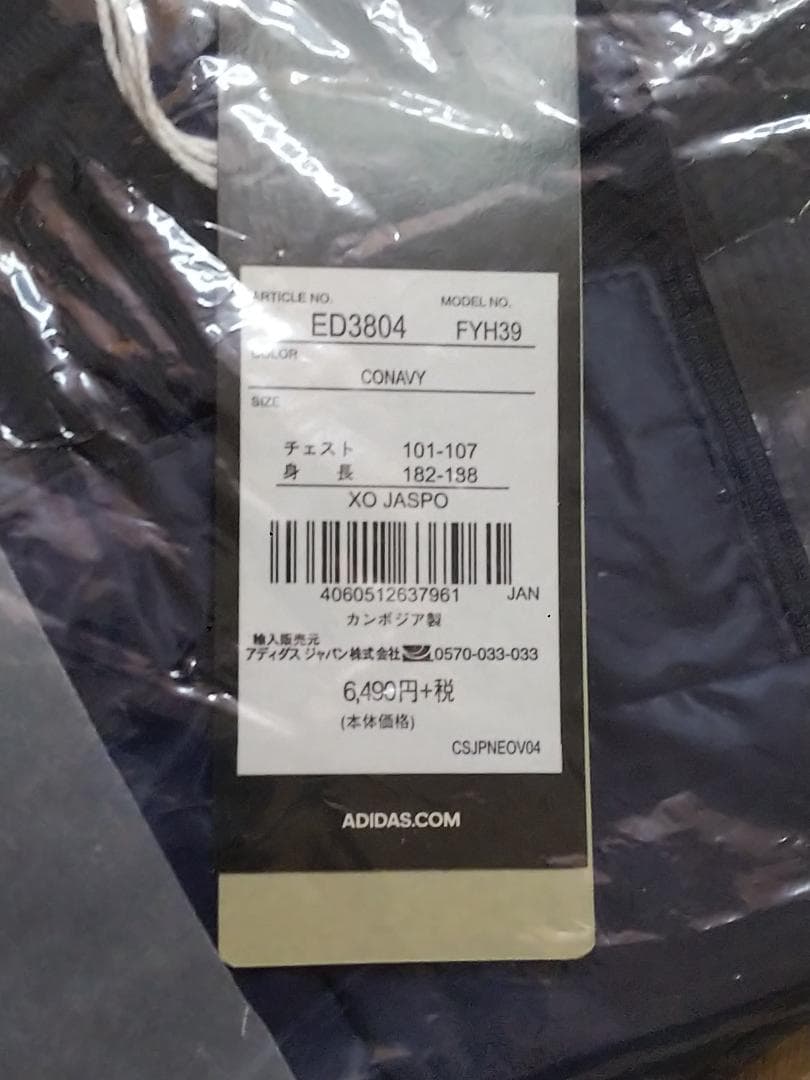 ARTICLE NO. MODEL NO.
ED3804 FYH39
COLOR
CONAVY
SIZE
チェスト 101-107
身長 182-188
XO JASPO
4060512637961 JAN
カンボジア製
輸入販売元
アディダス ジャパン株式会社 0570-033-033
6,490円+税
(本体価格)
CSJPNEOV04
ADIDAS.COM